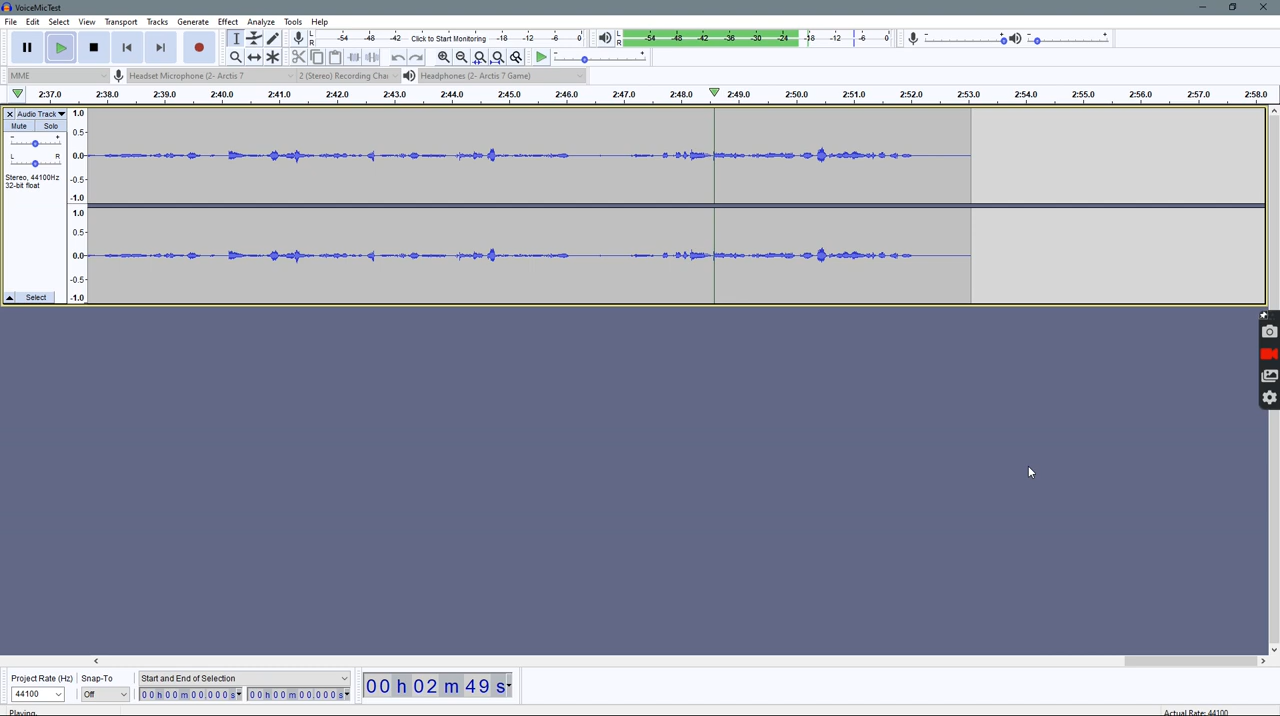 VoiceMicTest
File Edit Select View Transport Tracks Generate Effect Analyze Tools Help
L R -54 -48 -42 Click to Start Monitoring -18 -12 -6 0 L R -54 -48 -42 -36 -30 -24 -18 -12 -6 0 - + - +
- +
MME Headset Microphone (2- Arctis 7 2 (Stereo) Recording Chai Headphones (2- Arctis 7 Game)
2:37.0 2:38.0 2:39.0 2:40.0 2:41.0 2:42.0 2:43.0 2:44.0 2:45.0 2:46.0 2:47.0 2:48.0 2:49.0 2:50.0 2:51.0 2:52.0 2:53.0 2:54.0 2:55.0 2:56.0 2:57.0 2:58.0
Audio Track 1.0
Mute Solo
- + 0.5
L R 0.0
Stereo, 44100Hz -0.5
32-bit float
-1.0
1.0
0.5
0.0
-0.5
Select -1.0
Project Rate (Hz) Snap-To Start and End of Selection
44100 Off 00 h 00 m 00.000 s 00 h 00 m 00.000 s 00 h 02 m 49 s
Playing. Actual Rate: 44100